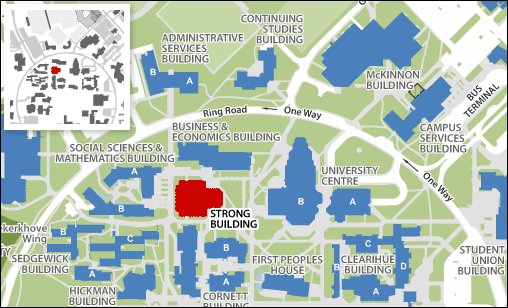 CONTINUING
STUDIES
BUILDING
ADMINISTRATIVE
SERVICES
BUILDING
B
A
McKINNON
BUILDING
BUS
TERMINAL
Ring Road
One Way
CAMPUS
SERVICES
BUILDING
BUSINESS &
ECONOMICS BUILDING
SOCIAL SCIENCES &
MATHEMATICS BUILDING
A
B
UNIVERSITY
CENTRE
B
A
One Way
STRONG
BUILDING
kerkhove
Wing
TY
SEDGEWICK
BUILDING
B
C
A
HICKMAN
BUILDING
B
A
CORNETT
BUILDING
FIRST PEOPLES
HOUSE
CLEARIHUE
BUILDING
C
B
D
A
STUDENT
UNION
BUILDING